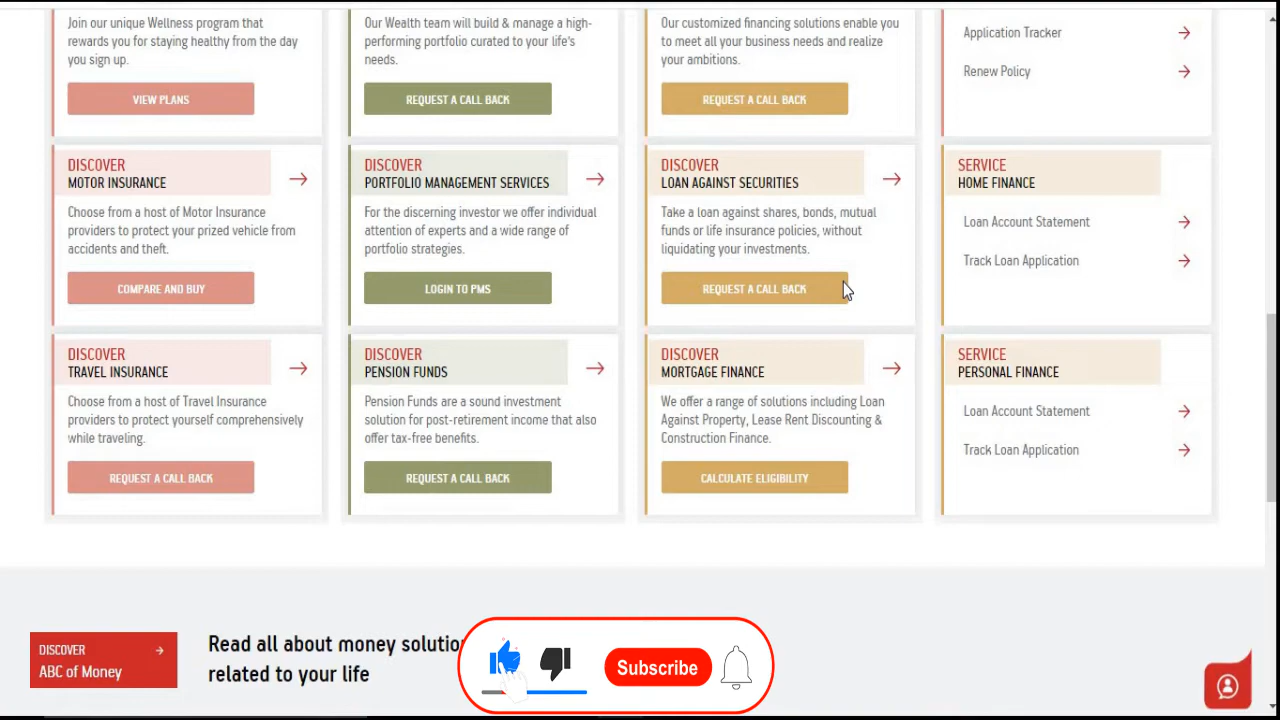 Join our unique Wellness program that
rewards you for staying healthy from the day
you sign up.
VIEW PLANS
Our Wealth team will build & manage a high-
performing portfolio curated to your life's
needs.
REQUEST A CALL BACK
Our customized financing solutions enable you
to meet all your business needs and realize
your ambitions.
REQUEST A CALL BACK
Application Tracker
Renew Policy
DISCOVER
MOTOR INSURANCE
Choose from a host of Motor Insurance
providers to protect your prized vehicle from
accidents and theft.
COMPARE AND BUY
DISCOVER
PORTFOLIO MANAGEMENT SERVICES
For the discerning investor we offer individual
attention of experts and a wide range of
portfolio strategies.
LOGIN TO PMS
DISCOVER
LOAN AGAINST SECURITIES
Take a loan against shares, bonds, mutual
funds or life insurance policies, without
liquidating your investments.
REQUEST A CALL BACK
SERVICE
HOME FINANCE
Loan Account Statement
Track Loan Application
DISCOVER
TRAVEL INSURANCE
Choose from a host of Travel Insurance
providers to protect yourself comprehensively
while traveling.
REQUEST A CALL BACK
DISCOVER
PENSION FUNDS
Pension Funds are a sound investment
solution for post-retirement income that also
offer tax-free benefits.
REQUEST A CALL BACK
DISCOVER
MORTGAGE FINANCE
We offer a range of solutions including Loan
Against Property, Lease Rent Discounting &
Construction Finance.
CALCULATE ELIGIBILITY
SERVICE
PERSONAL FINANCE
Loan Account Statement
Track Loan Application
DISCOVER
ABC of Money
Read all about money
related to your life
Subscribe